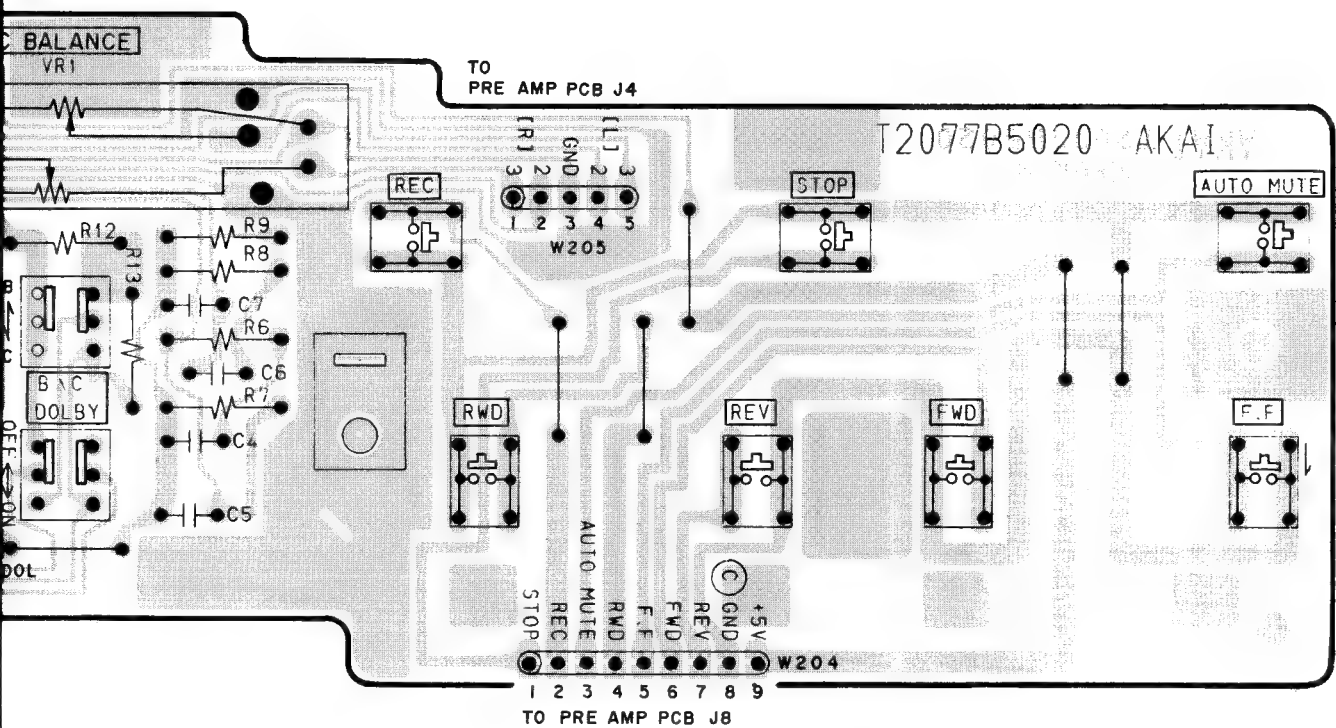 C BALANCE
VR1
TO
PRE AMP PCB J4
[R]
GND
[L]
3 2 3 2 3
1 2 3 4 5
W205
T2077B5020 AKAI
REC
STOP
AUTO MUTE
R12
R13
R9
R8
C7
R6
C6
R7
C4
C5
B
C
B C
DOLBY
OFF ↔ ON
DOL
RWD
REV
FWD
F.F
STOP
REC
AUTO MUTE
RWD
F.F
FWD
REV
GND
+5V
C
W204
1 2 3 4 5 6 7 8 9
TO PRE AMP PCB J8